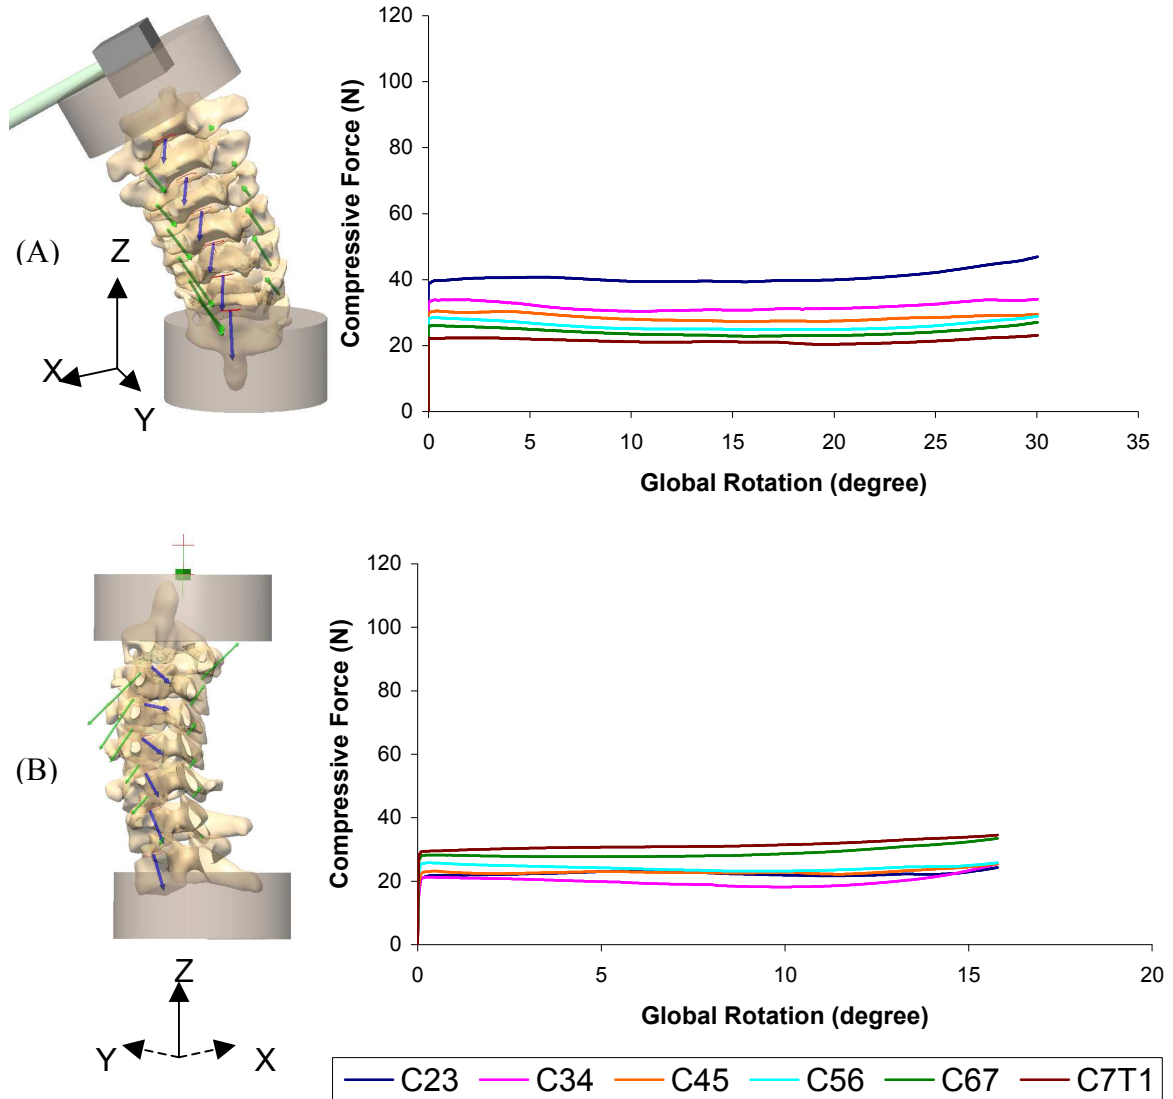 (A)
Z
X
Y
Compressive Force (N)
120
100
80
60
40
20
0
0 5 10 15 20 25 30 35
Global Rotation (degree)
(B)
Z
Y X
Compressive Force (N)
120
100
80
60
40
20
0
0 5 10 15 20
Global Rotation (degree)
C23 C34 C45 C56 C67 C7T1